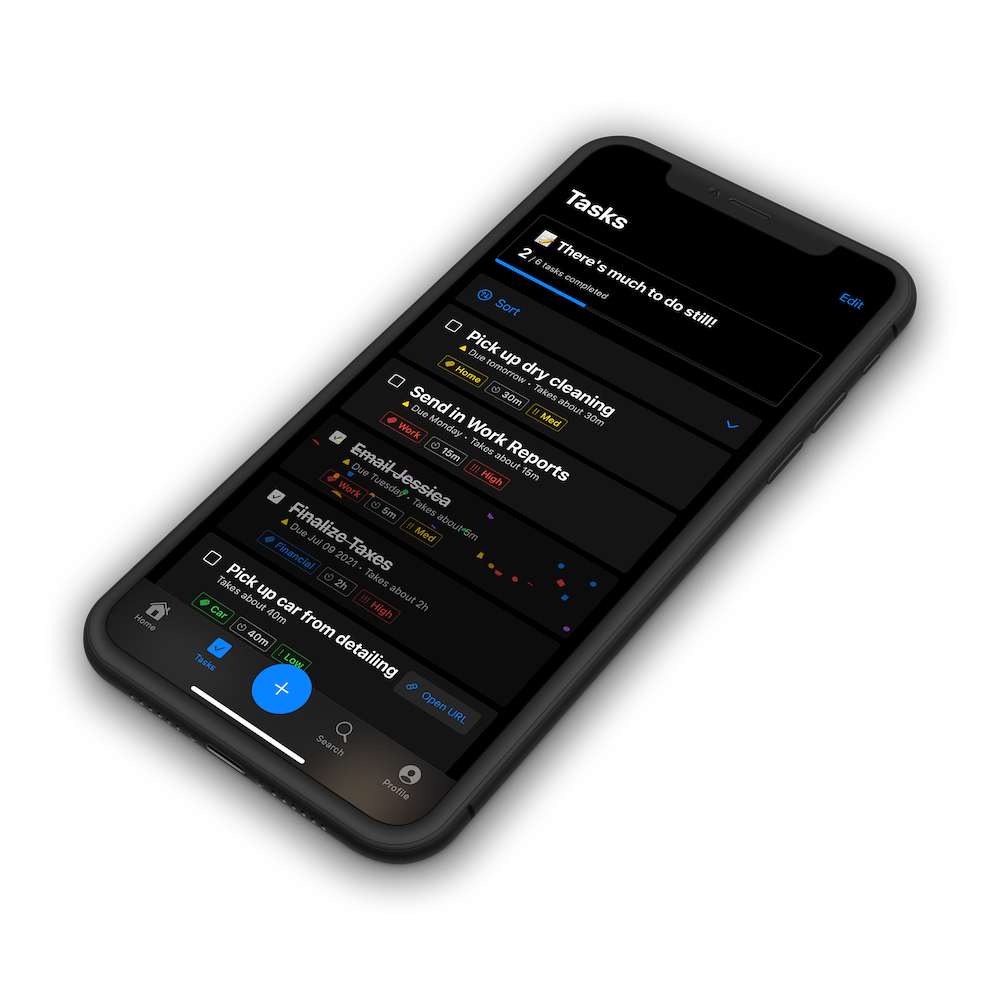 Tasks
Edit
📝 There's much to do still!
2 / 6 tasks completed
Sort
Pick up dry cleaning
Due tomorrow • Takes about 30m
Home 30m !! Med
Send in Work Reports
Due Monday • Takes about 15m
Work 15m !!! High
Email Jessica
Due Tuesday • Takes about 5m
Work 5m !! Med
Finalize Taxes
Due Jul 09 2021 • Takes about 2h
Financial 2h !!! High
Pick up car from detailing
Takes about 40m
Car 40m ! Low
Open URL
Home
Tasks
Search
Profile